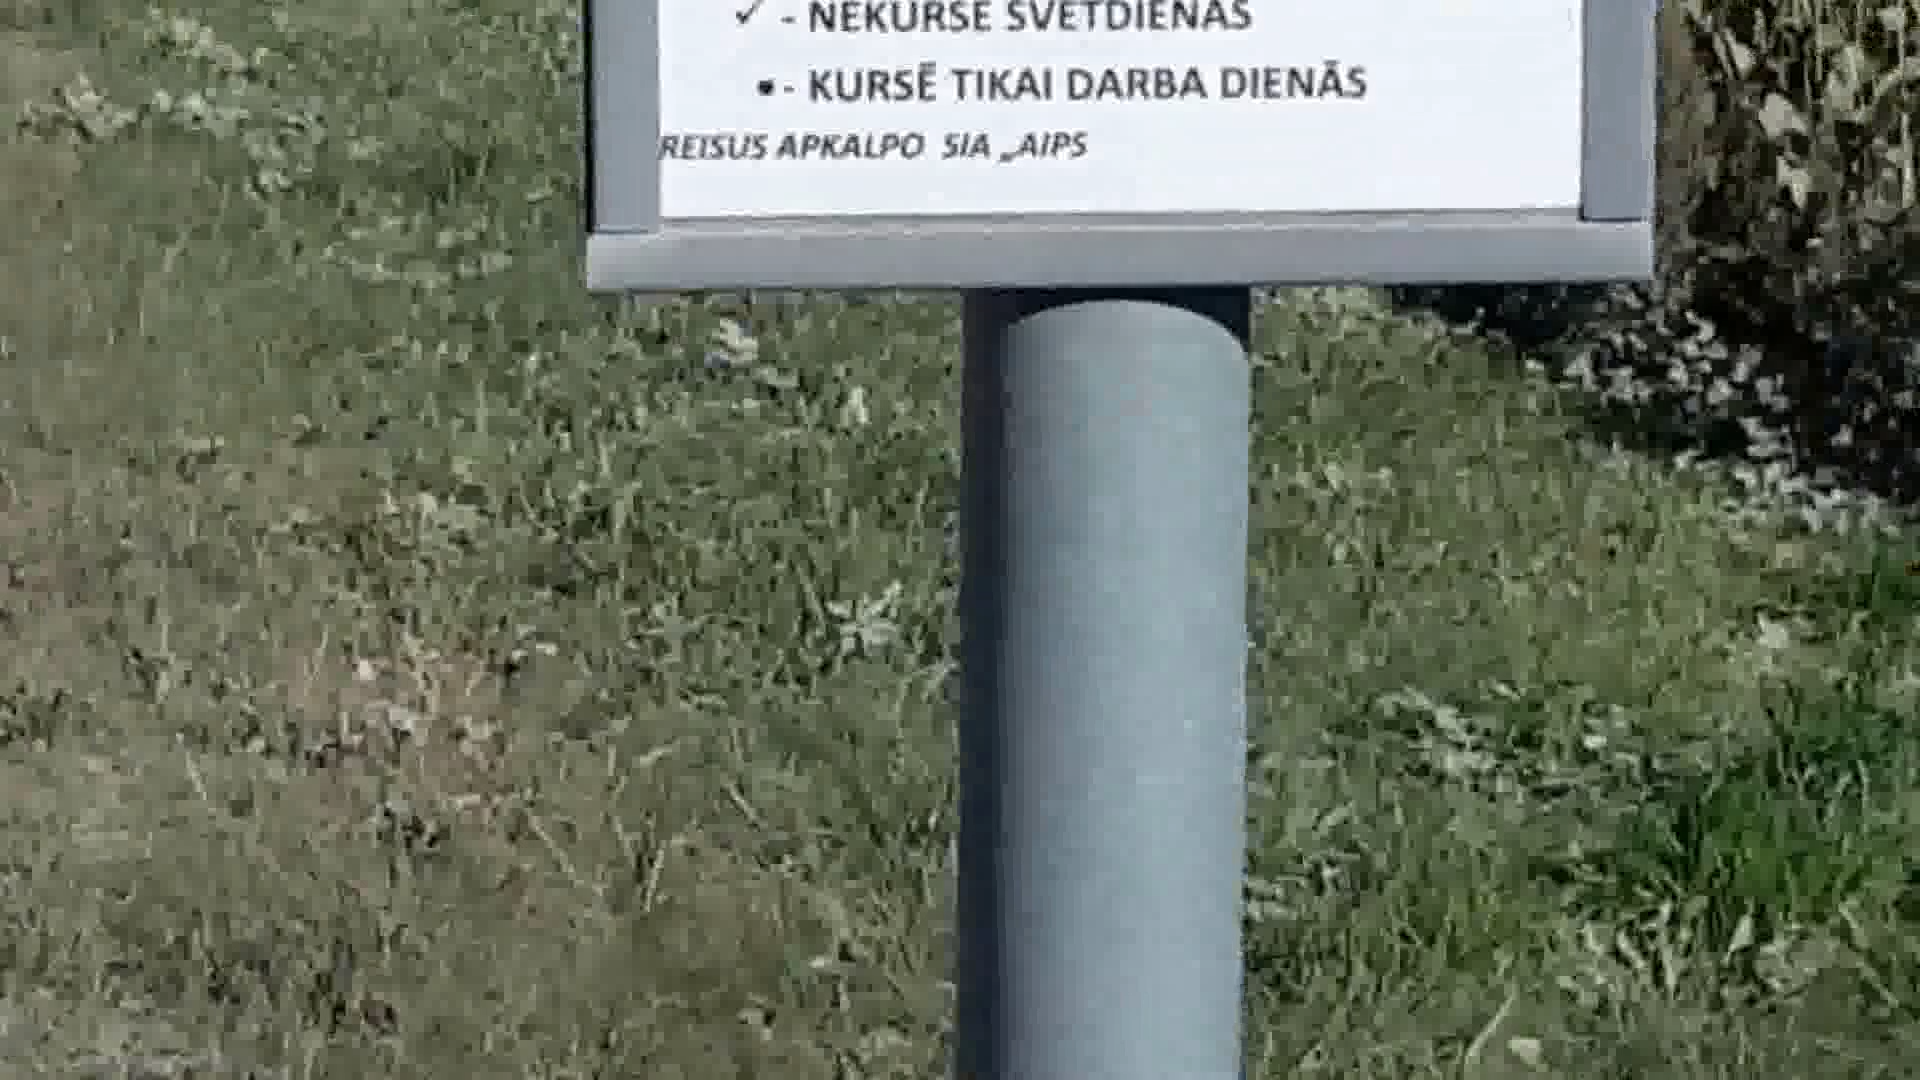 ✓ - NEKURSĒ SVĒTDIENĀS
• - KURSĒ TIKAI DARBA DIENĀS
REISUS APKALPO SIA „AIPS